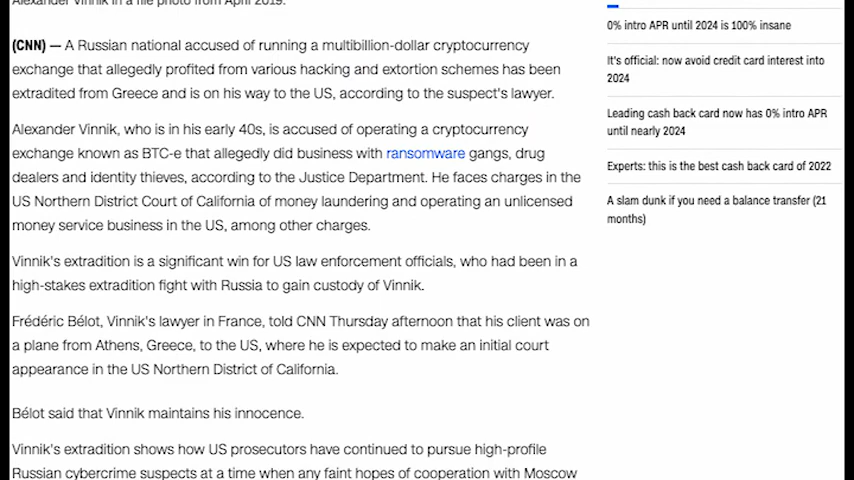 Alexander Vinnik in a file photo from April 2019.
(CNN) — A Russian national accused of running a multibillion-dollar cryptocurrency
exchange that allegedly profited from various hacking and extortion schemes has been
extradited from Greece and is on his way to the US, according to the suspect's lawyer.
Alexander Vinnik, who is in his early 40s, is accused of operating a cryptocurrency
exchange known as BTC-e that allegedly did business with ransomware gangs, drug
dealers and identity thieves, according to the Justice Department. He faces charges in the
US Northern District Court of California of money laundering and operating an unlicensed
money service business in the US, among other charges.
Vinnik's extradition is a significant win for US law enforcement officials, who had been in a
high-stakes extradition fight with Russia to gain custody of Vinnik.
Frédéric Bélot, Vinnik's lawyer in France, told CNN Thursday afternoon that his client was on
a plane from Athens, Greece, to the US, where he is expected to make an initial court
appearance in the US Northern District of California.
Bélot said that Vinnik maintains his innocence.
Vinnik's extradition shows how US prosecutors have continued to pursue high-profile
Russian cybercrime suspects at a time when any faint hopes of cooperation with Moscow
0% intro APR until 2024 is 100% insane
It's official: now avoid credit card interest into
2024
Leading cash back card now has 0% intro APR
until nearly 2024
Experts: this is the best cash back card of 2022
A slam dunk if you need a balance transfer (21
months)